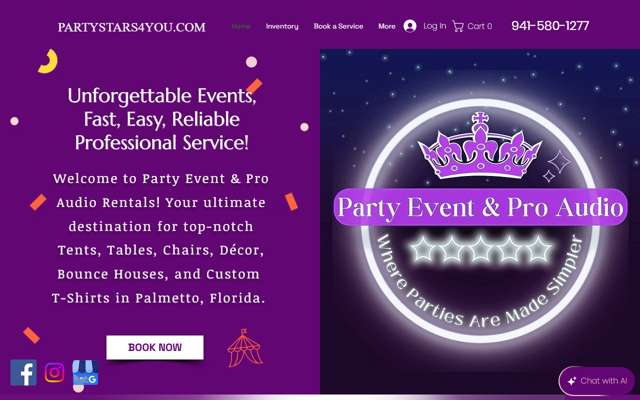 PARTYSTARS4YOU.COM
Home Inventory Book a Service More Log In Cart 0 941-580-1277
Unforgettable Events,
Fast, Easy, Reliable
Professional Service!
Welcome to Party Event & Pro
Audio Rentals! Your ultimate
destination for top-notch
Tents, Tables, Chairs, Décor,
Bounce Houses, and Custom
T-Shirts in Palmetto, Florida.
BOOK NOW
Party Event & Pro Audio
Where Parties Are Made Simpler
Chat with AI